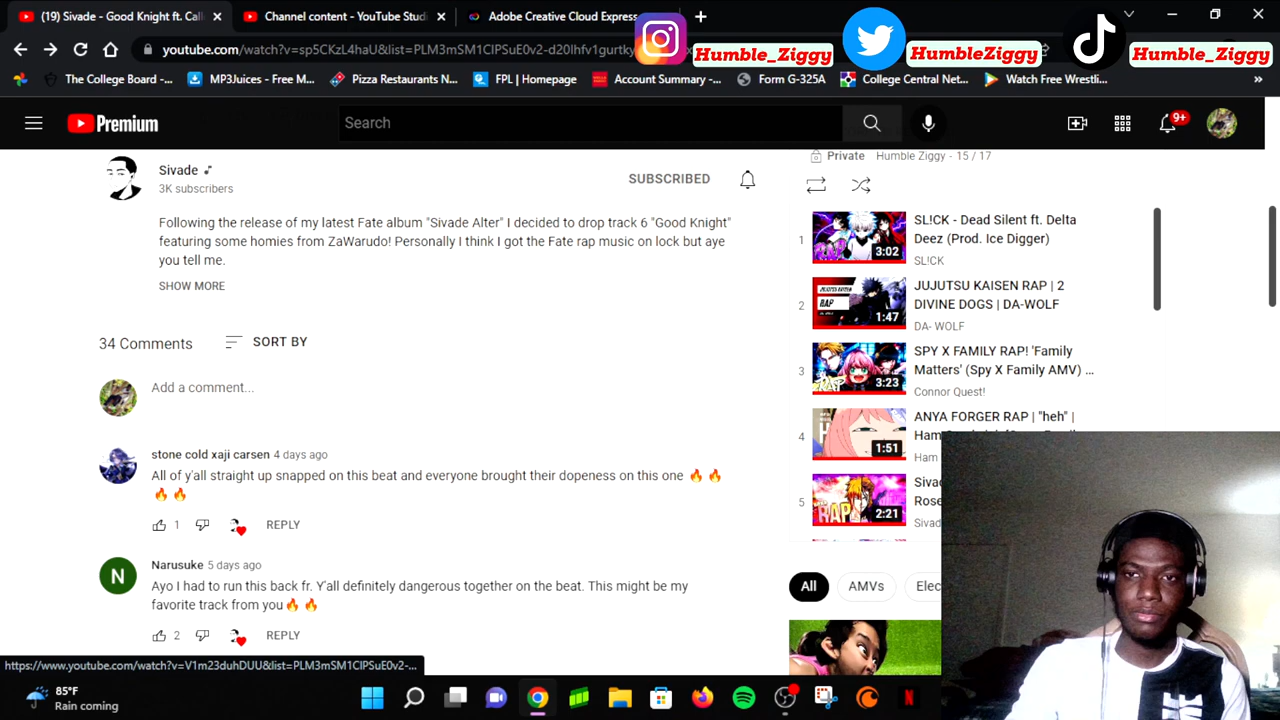 (19) Sivade - Good Knight ft. Cal
Channel content - YouTube Stud
Adobe Creative Cloud Express
youtube.com/watch?v=sp5CKzL4haU&list=PLM3mSM1CIPSuE0v2-d20lhfv1gurtky
Humble_Ziggy
HumbleZiggy
Humble_Ziggy
The College Board -...
MP3Juices - Free M...
Pizza Restaurants N...
FPL | Homepage
Account Summary -...
Form G-325A
College Central Net...
Watch Free Wrestli...
»
Premium
Search
9+
Sivade
3K subscribers
SUBSCRIBED
Following the release of my latest Fate album "Sivade Alter" I decided to drop track 6 "Good Knight"
featuring some homies from ZaWarudo! Personally I think I got the Fate rap music on lock but aye
you tell me.
SHOW MORE
34 Comments
SORT BY
Add a comment...
stone cold xaji carsen 4 days ago
All of y'all straight up snapped on this beat and everyone brought their dopeness on this one 🔥 🔥
🔥 🔥
1
REPLY
N
Narusuke 5 days ago
Ayo I had to run this back fr. Y'all definitely dangerous together on the beat. This might be my
favorite track from you🔥 🔥
2
REPLY
Private Humble Ziggy - 15 / 17
1
3:02
SL!CK - Dead Silent ft. Delta
Deez (Prod. Ice Digger)
SL!CK
2
RAP
1:47
JUJUTSU KAISEN RAP | 2
DIVINE DOGS | DA-WOLF
DA- WOLF
3
3:23
SPY X FAMILY RAP! 'Family
Matters' (Spy X Family AMV) ...
Connor Quest!
4
1:51
ANYA FORGER RAP | "heh" |
Ham
Ham
5
RAP
2:21
Siva
Rose
Sivad
All
AMVs
Elec
https://www.youtube.com/watch?v=V1m23duhDUU&list=PLM3mSM1CIPSuE0v2-...
85°F
Rain coming